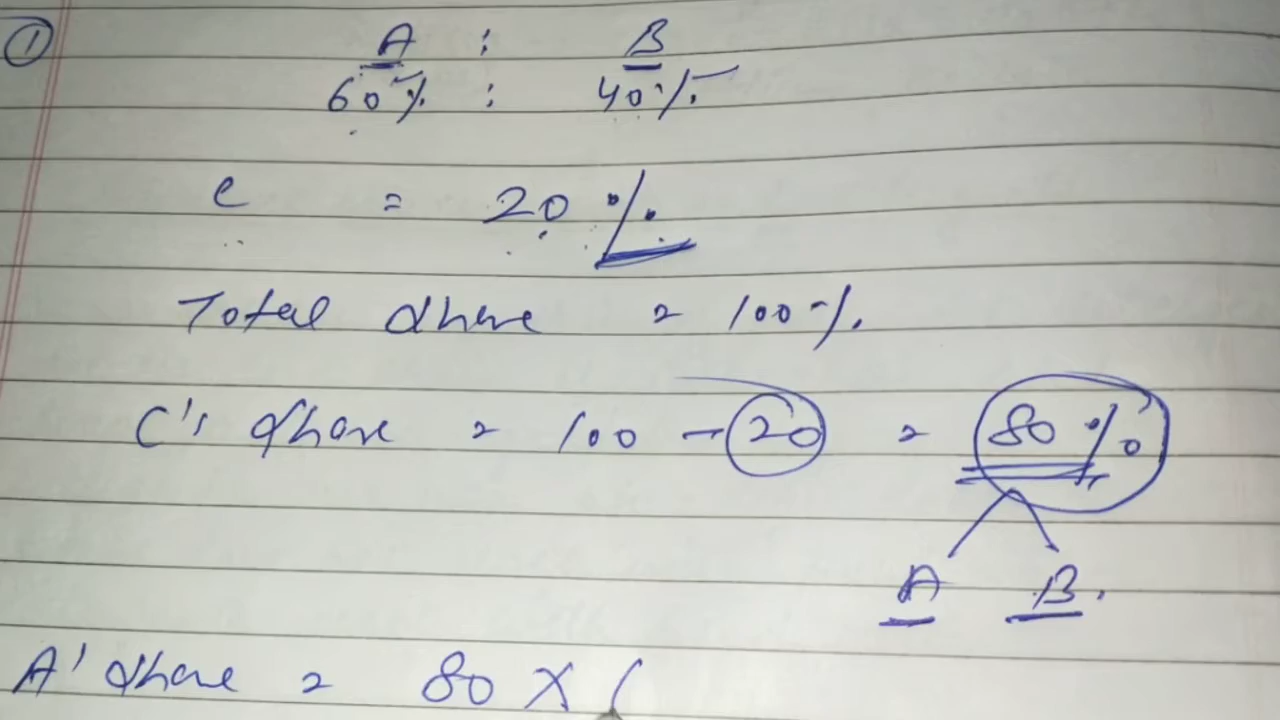 ①
A : B
60% : 40%
C = 20%
Total share = 100%.
C's share = 100 - 20 = 80%
A B.
A' share = 80 × (